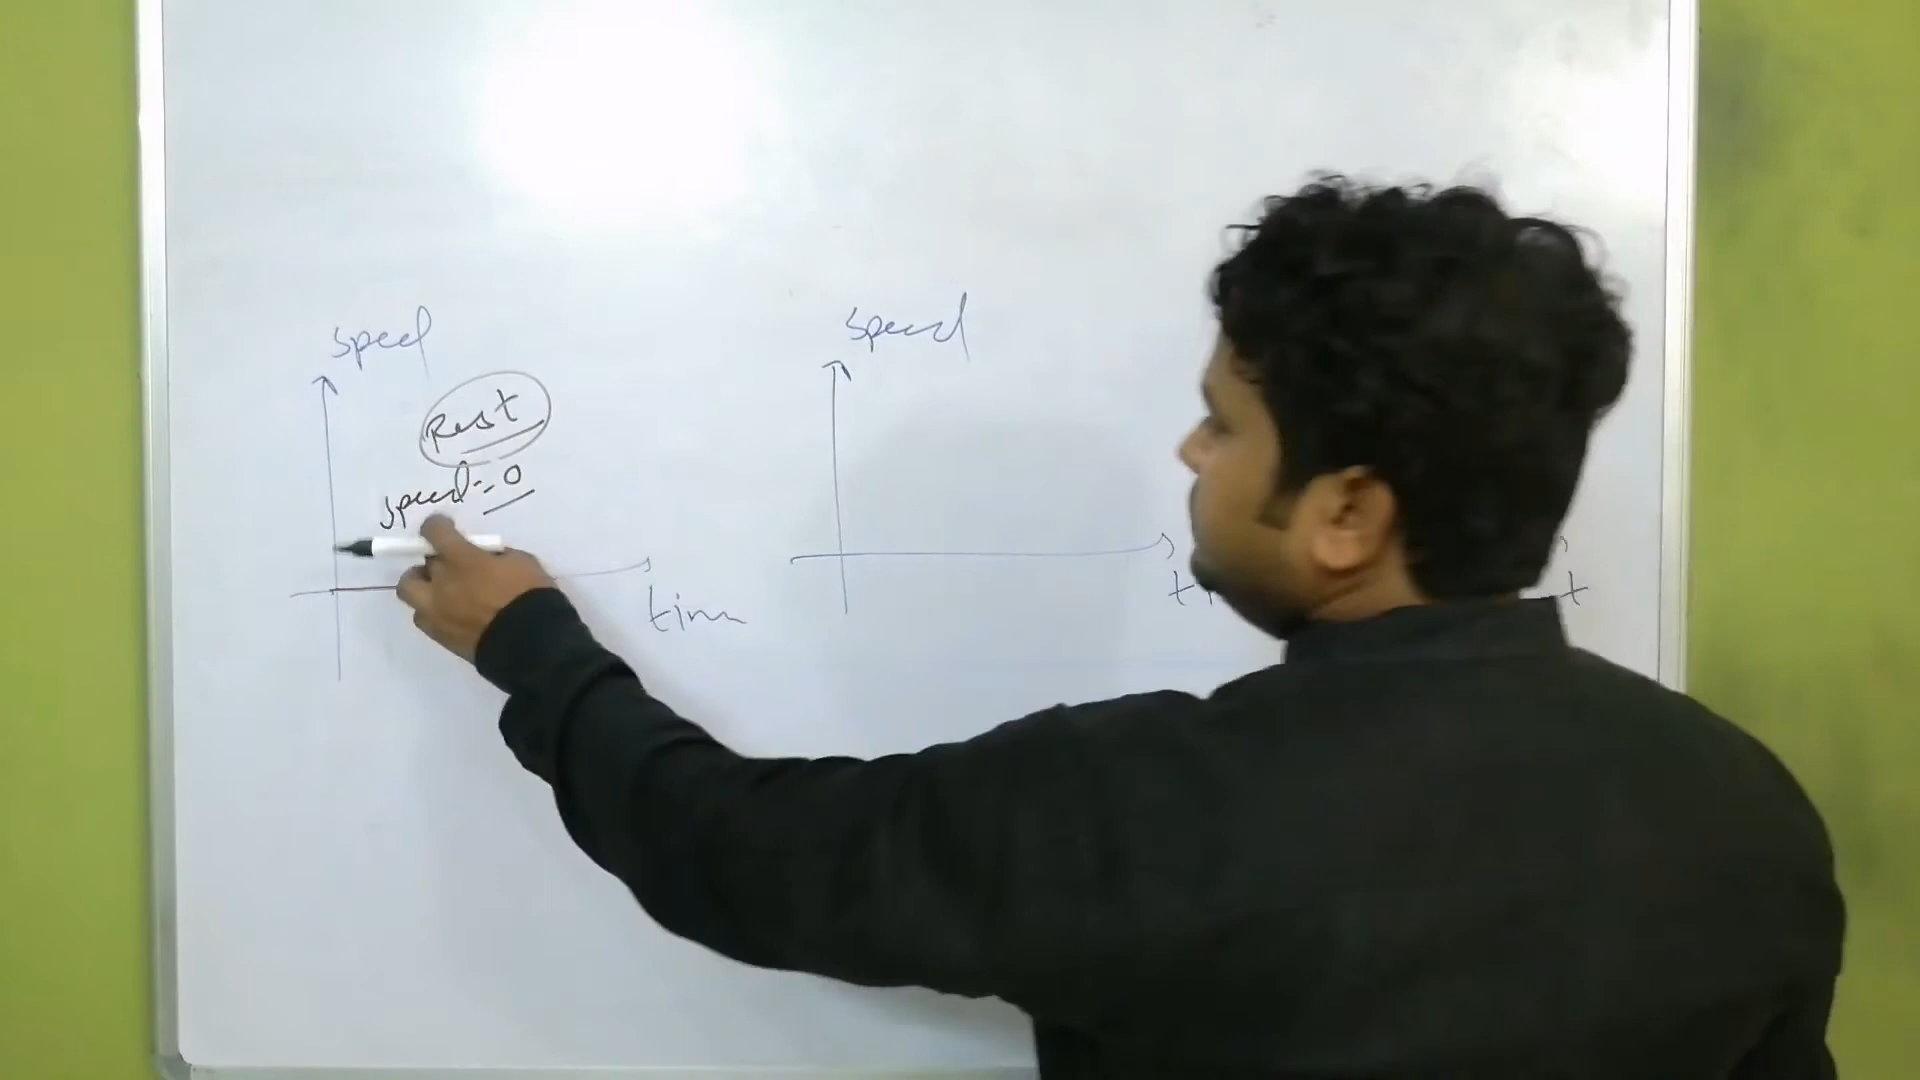 speed
Rest
speed = 0
time
speed
t